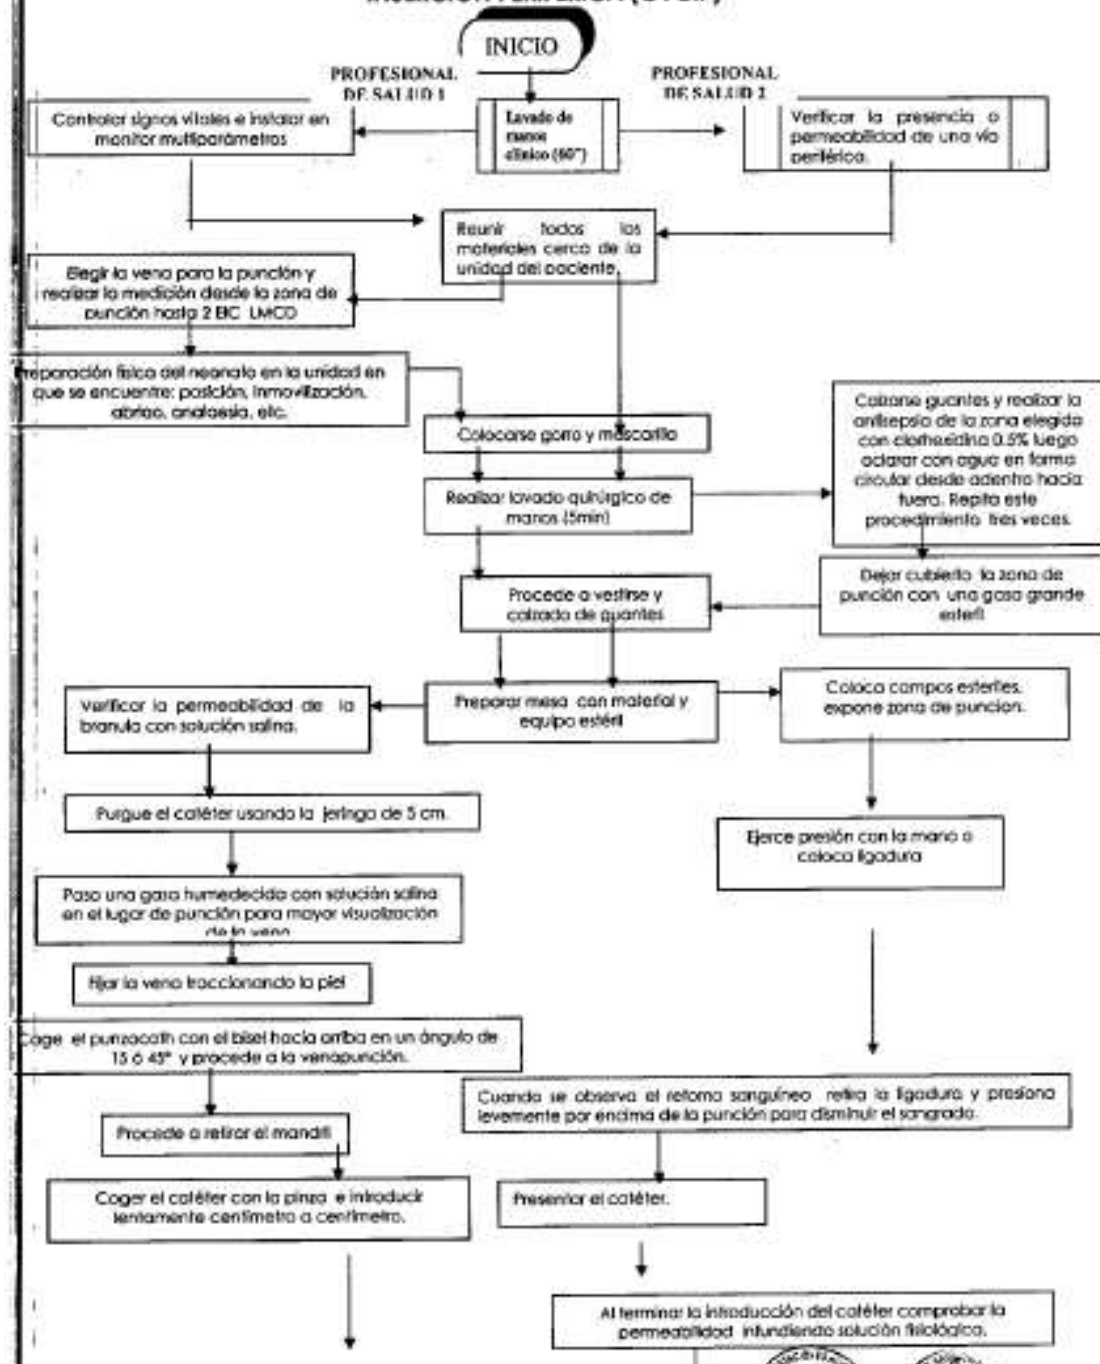 INSERCIÓN PERIFÉRICA
INICIO
PROFESIONAL
DE SALUD 1
PROFESIONAL
DE SALUD 2
Controlar signos vitales e instalar en
monitor multiparámetros
Lavado de
manos
clínico (60")
Verificar la presencia o
permeabilidad de una vía
periférica.
Reunir todos los
materiales cerca de la
unidad del paciente
Elegir la vena para la punción y
realizar la medición desde la zona de
punción hasta 2 EIC LMCD
Preparación física del neonato en la unidad en
que se encuentre: posición, inmovilización,
abrigo, analgesia, etc.
Colocarse gorro y mascarilla
Calzarse guantes y realizar la
antisepsia de la zona elegida
con clorhexidina 0.5% luego
aclarar con agua en forma
circular desde adentro hacia
fuera. Repita este
procedimiento tres veces.
Realizar lavado quirúrgico de
manos (5min)
Dejar cubierto la zona de
punción con una gasa grande
esteril
Procede a vestirse y
calzado de guantes
Verificar la permeabilidad de la
branula con solución salina.
Preparar mesa con material y
equipo estéril
Coloca campos esteriles,
expone zona de puncion.
Purgue el catéter usando la jeringa de 5 cm.
Ejerce presión con la mano o
coloca ligadura
Pasa una gasa humedecida con solución salina
en el lugar de punción para mayor visualización
de la vena
Fijar la vena traccionando la piel
Coge el punzocath con el bisel hacia arriba en un ángulo de
15 ó 45º y procede a la venopunción.
Cuando se observa el retorno sanguíneo retira la ligadura y presiona
levemente por encima de la punción para disminuir el sangrado.
Procede a retirar el mandril
Coger el catéter con la pinza e introducir
lentamente centímetro a centímetro.
Presentar el catéter.
Al terminar la introducción del catéter comprobar la
permeabilidad infundiendo solución fisiológica.